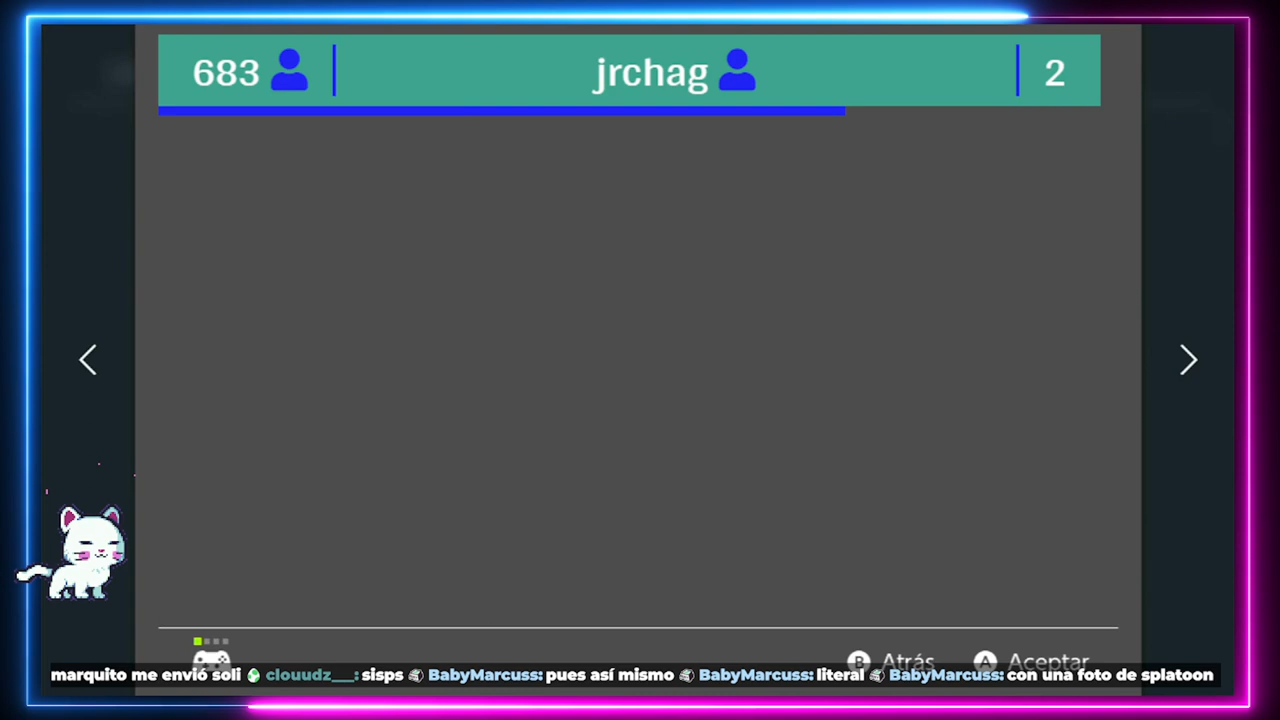 683 jrchag 2
B Atrás A Aceptar
marquito me envió soli clouudz___: sisps BabyMarcuss: pues así mismo BabyMarcuss: literal BabyMarcuss: con una foto de splatoon